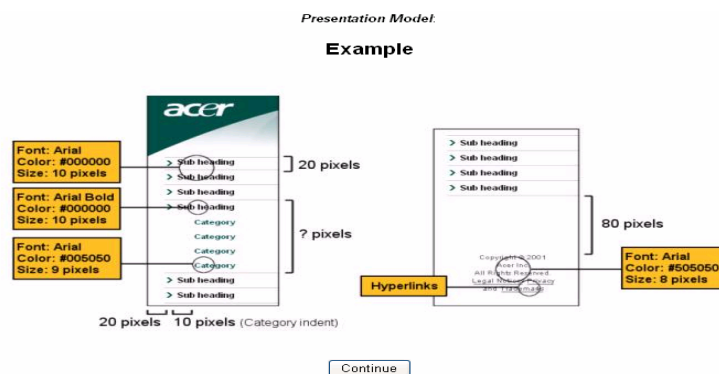 Presentation Model:
Example
acer
Font: Arial
Color: #000000
Size: 10 pixels
> Sub heading
> Sub heading
> Sub heading
20 pixels
Font: Arial Bold
Color: #000000
Size: 10 pixels
> Sub heading
Category
Category
Category
Category
? pixels
Font: Arial
Color: #005050
Size: 9 pixels
> Sub heading
> Sub heading
20 pixels
10 pixels (Category indent)
> Sub heading
> Sub heading
> Sub heading
> Sub heading
80 pixels
Copyright © 2001
Acer Inc.
All Rights Reserved
Legal Notice, Privacy
and Trademark
Font: Arial
Color: #505050
Size: 8 pixels
Hyperlinks
Continue